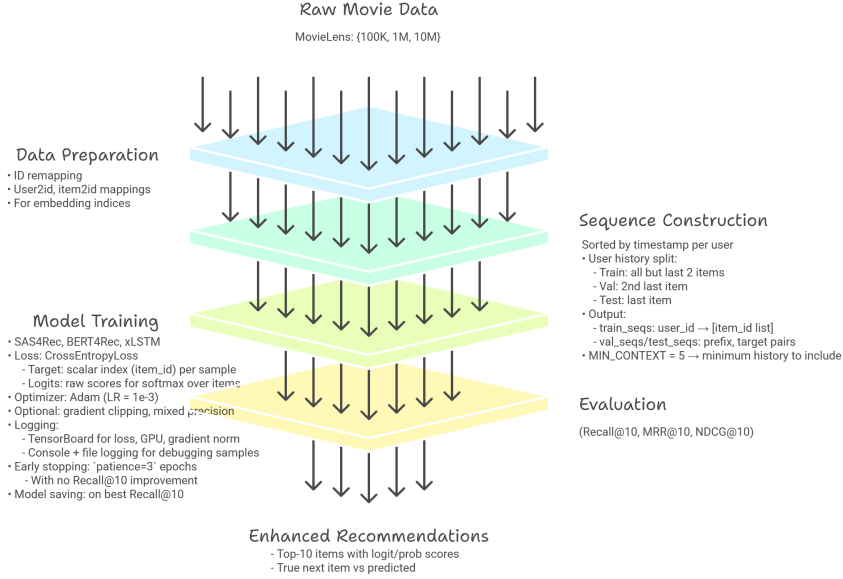 Raw Movie Data
MovieLens: {100K, 1M, 10M}
Data Preparation
• ID remapping
• User2id, item2id mappings
• For embedding indices
Sequence Construction
Sorted by timestamp per user
• User history split:
- Train: all but last 2 items
- Val: 2nd last item
- Test: last item
• Output:
- train_seqs: user_id → [item_id list]
- val_seqs/test_seqs: prefix, target pairs
• MIN_CONTEXT = 5 → minimum history to include
Model Training
• SAS4Rec, BERT4Rec, xLSTM
• Loss: CrossEntropyLoss
- Target: scalar index (item_id) per sample
- Logits: raw scores for softmax over items
• Optimizer: Adam (LR = 1e-3)
• Optional: gradient clipping, mixed precision
• Logging:
- TensorBoard for loss, GPU, gradient norm
- Console + file logging for debugging samples
• Early stopping: `patience=3` epochs
- With no Recall@10 improvement
• Model saving: on best Recall@10
Evaluation
(Recall@10, MRR@10, NDCG@10)
Enhanced Recommendations
- Top-10 items with logit/prob scores
- True next item vs predicted